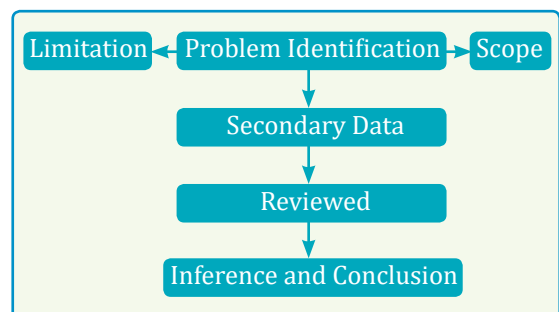 Limitation
Problem Identification
Scope
Secondary Data
Reviewed
Inference and Conclusion